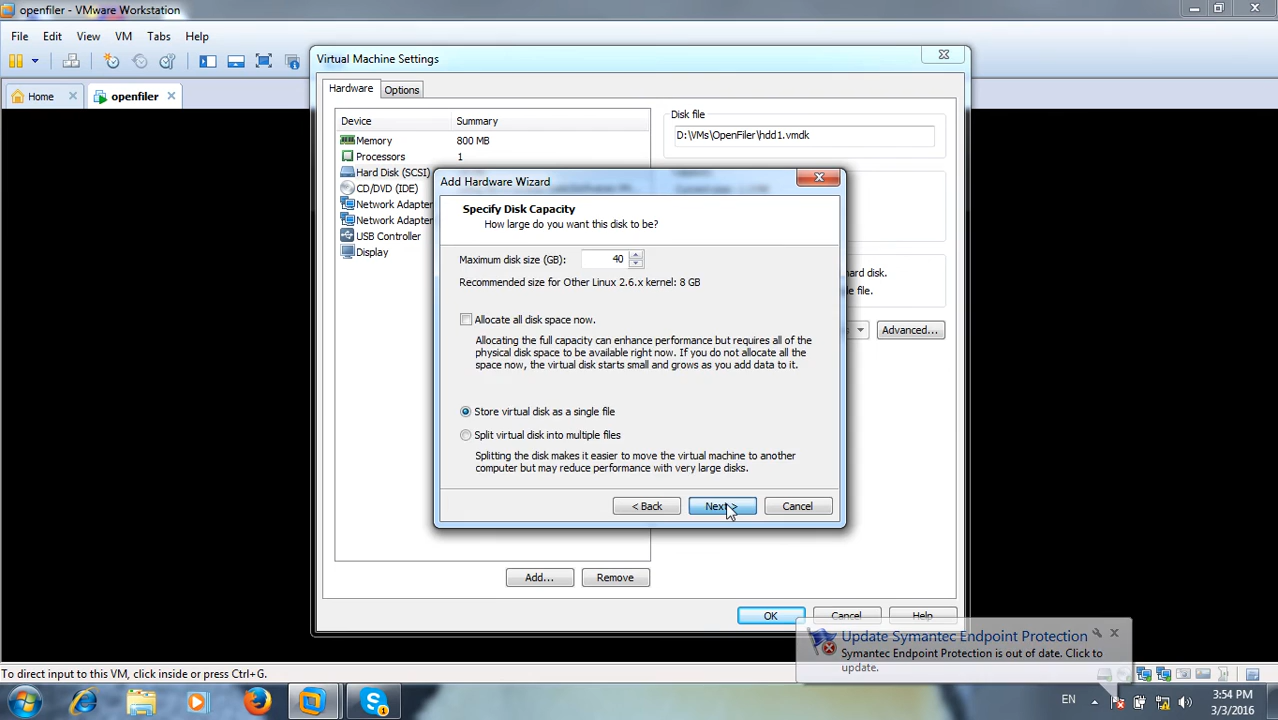 openfiler - VMware Workstation
File Edit View VM Tabs Help
Home openfiler
Virtual Machine Settings
Hardware Options
Device Summary
Memory 800 MB
Processors 1
Hard Disk (SCSI)
CD/DVD (IDE)
Network Adapter
Network Adapter
USB Controller
Display
Disk file
D:\VMs\OpenFiler\hdd1.vmdk
hard disk.
le file.
Advanced...
Add Hardware Wizard
Specify Disk Capacity
How large do you want this disk to be?
Maximum disk size (GB): 40
Recommended size for Other Linux 2.6.x kernel: 8 GB
Allocate all disk space now.
Allocating the full capacity can enhance performance but requires all of the
physical disk space to be available right now. If you do not allocate all the
space now, the virtual disk starts small and grows as you add data to it.
Store virtual disk as a single file
Split virtual disk into multiple files
Splitting the disk makes it easier to move the virtual machine to another
computer but may reduce performance with very large disks.
< Back Next > Cancel
Add... Remove
OK Cancel Help
Update Symantec Endpoint Protection
Symantec Endpoint Protection is out of date. Click to
update.
To direct input to this VM, click inside or press Ctrl+G.
EN
3:54 PM
3/3/2016